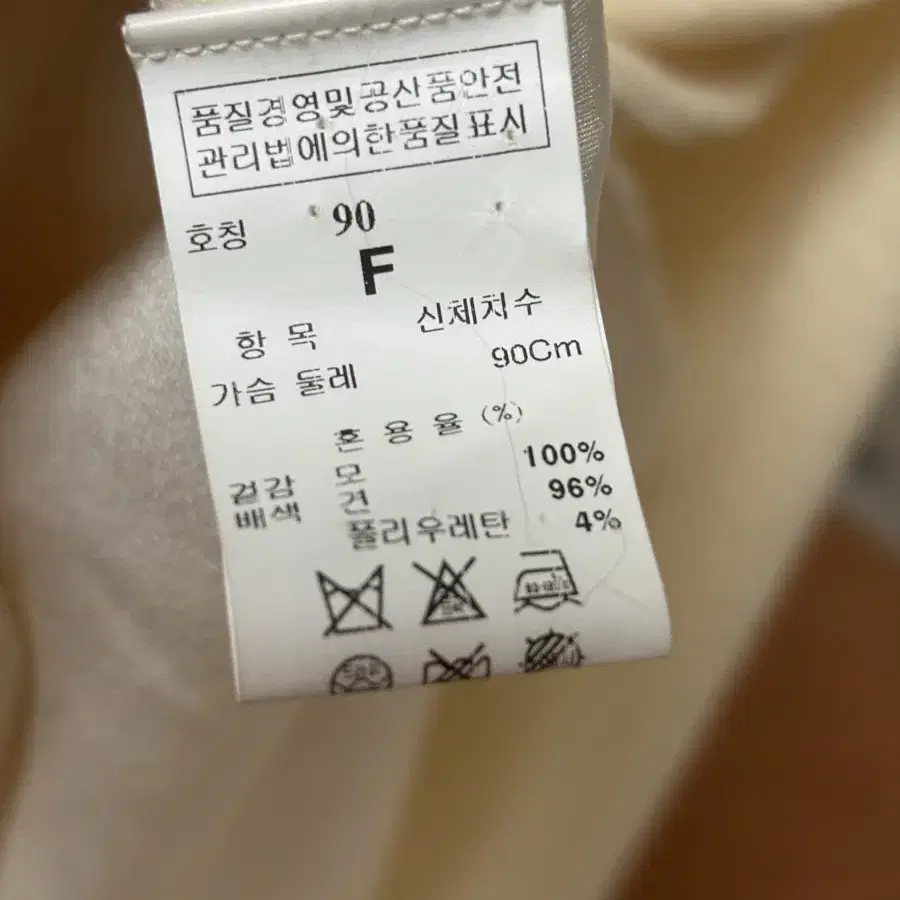 품질경영및공산품안전
관리법에의한품질표시
호칭 90
F
항 목 신체치수
가슴 둘레 90Cm
혼 용 율 (%)
겉감 모 100%
배색 견 96%
폴리우레탄 4%